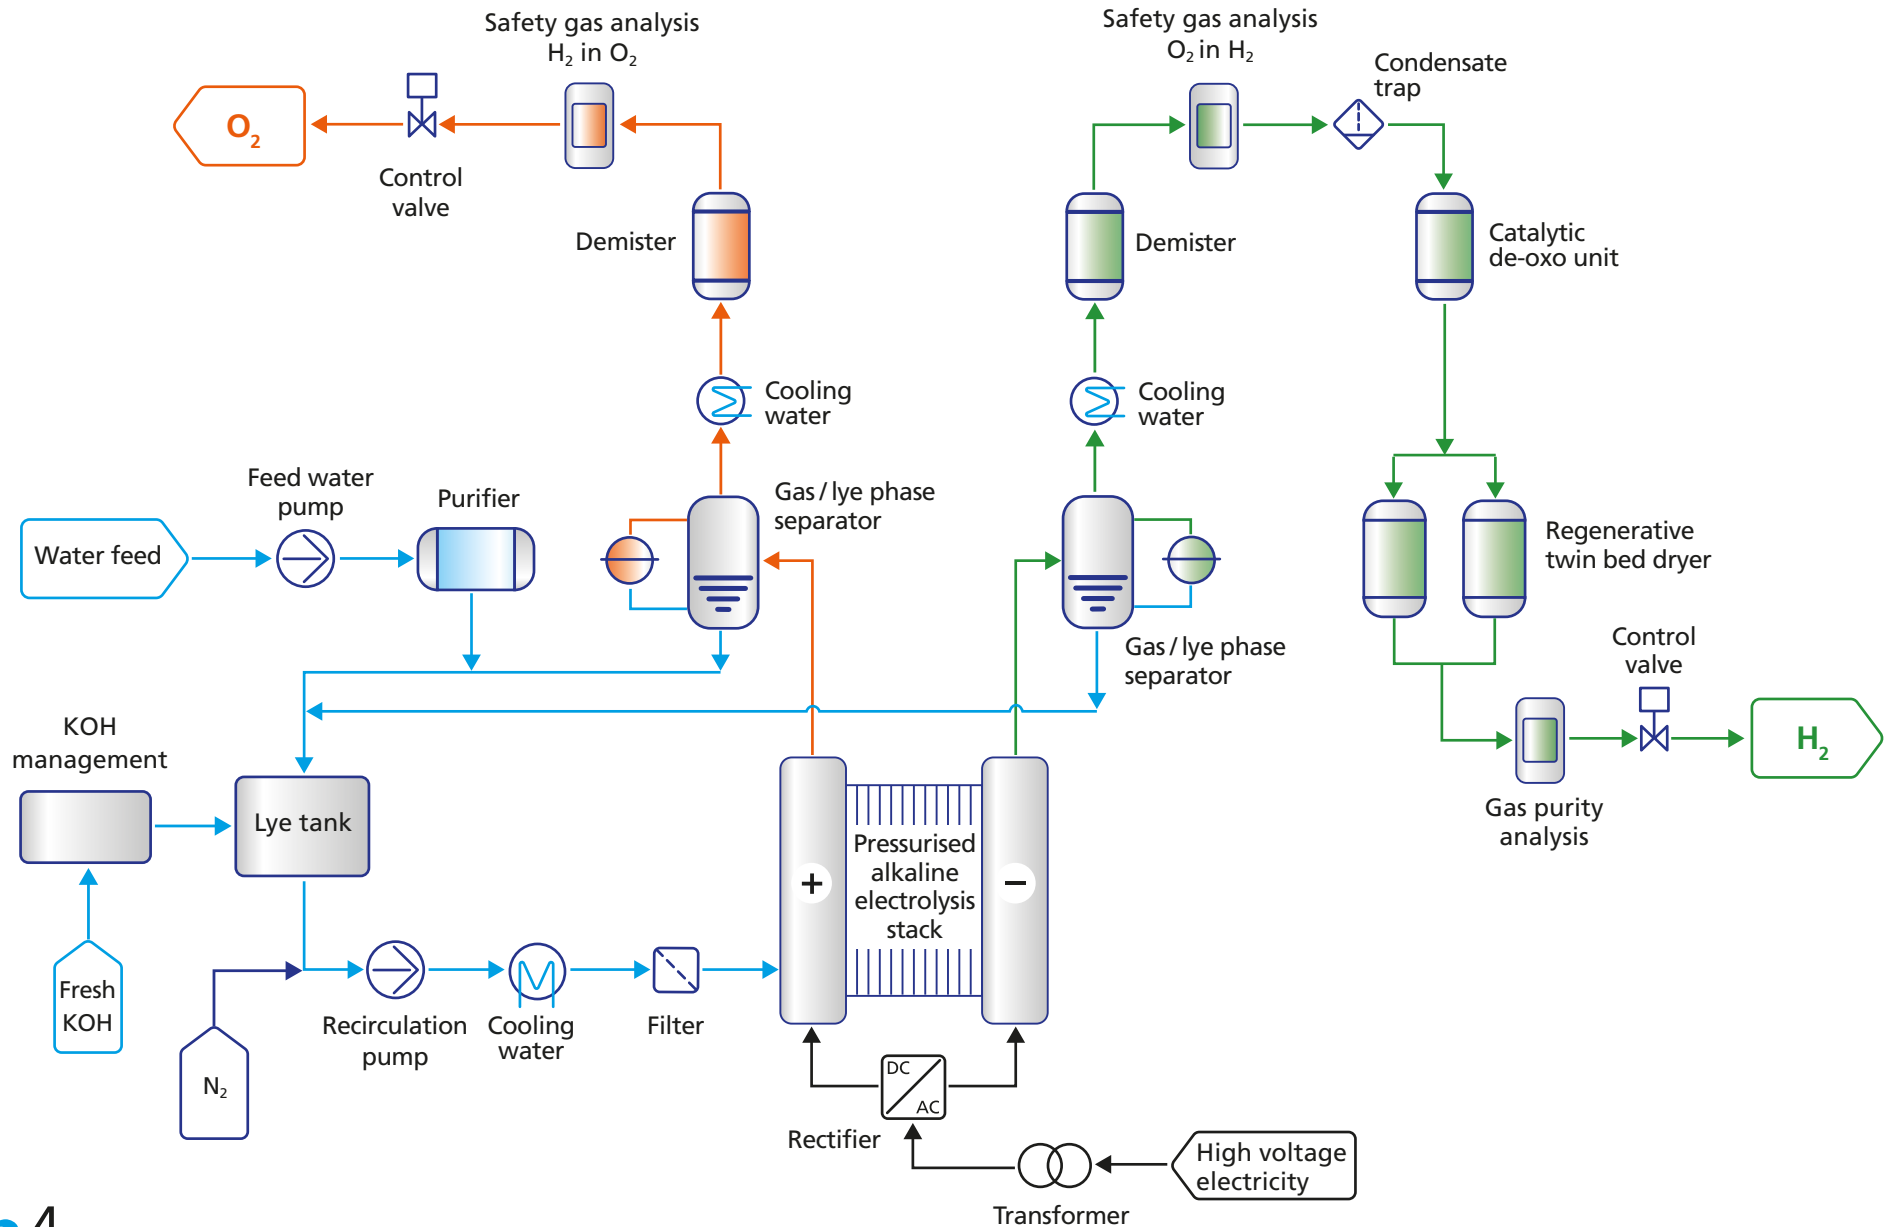 Safety gas analysis
H₂ in O₂
Safety gas analysis
O₂ in H₂
Condensate
trap
O₂
Control
valve
Demister
Demister
Catalytic
de-oxo unit
Cooling
water
Cooling
water
Feed water
pump
Purifier
Gas / lye phase
separator
Water feed
Regenerative
twin bed dryer
Gas / lye phase
separator
Control
valve
KOH
management
H₂
Lye tank
Gas purity
analysis
Pressurised
alkaline
electrolysis
stack
+
−
Fresh
KOH
Recirculation
pump
Cooling
water
Filter
N₂
DC
AC
Rectifier
High voltage
electricity
Transformer
4